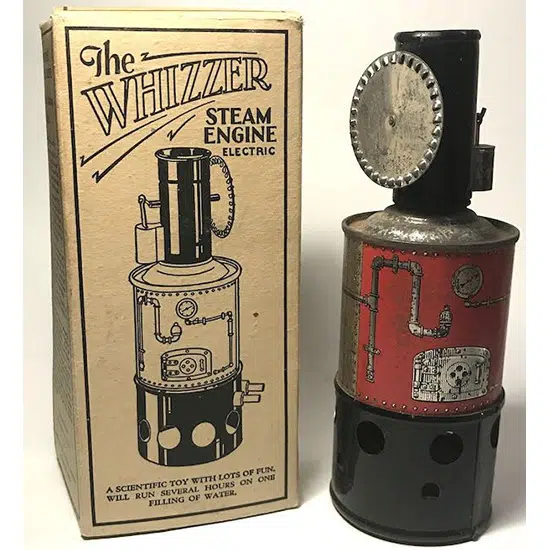 The
WHIZZER
STEAM
ENGINE
ELECTRIC
A SCIENTIFIC TOY WITH LOTS OF FUN.
WILL RUN SEVERAL HOURS ON ONE
FILLING OF WATER.